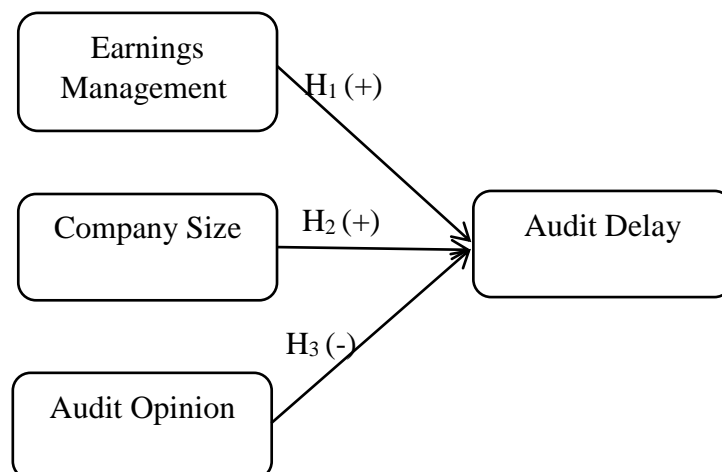 Earnings
Management
H₁ (+)
Company Size
H₂ (+)
Audit Delay
H₃ (-)
Audit Opinion